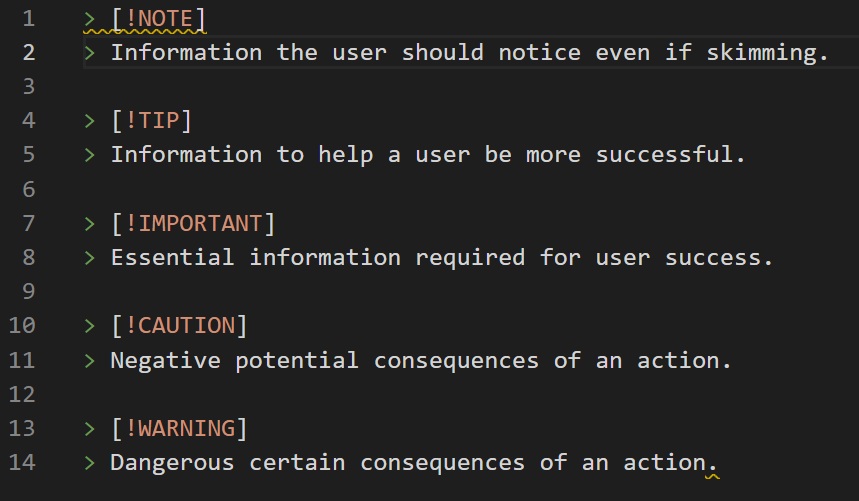 1 > [!NOTE]
2 > Information the user should notice even if skimming.
3
4 > [!TIP]
5 > Information to help a user be more successful.
6
7 > [!IMPORTANT]
8 > Essential information required for user success.
9
10 > [!CAUTION]
11 > Negative potential consequences of an action.
12
13 > [!WARNING]
14 > Dangerous certain consequences of an action.